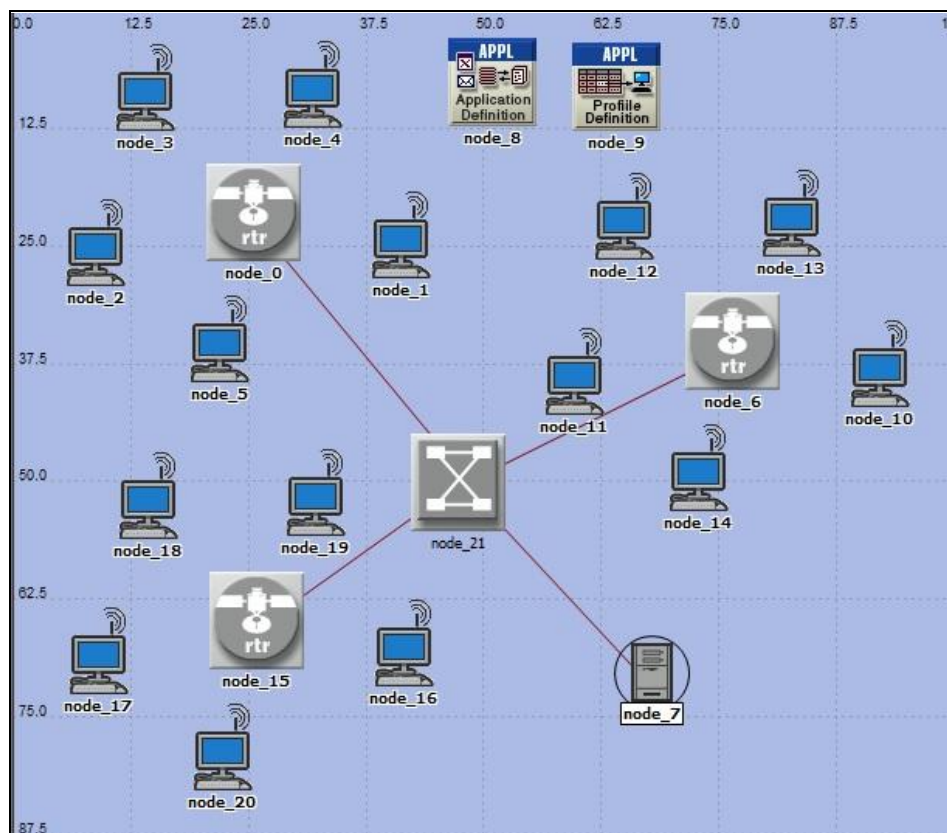 0.0 12.5 25.0 37.5 50.0 62.5 75.0 87.5
APPL
Application
Definition
node_8
APPL
Profiile
Definition
node_9
node_3
node_4
12.5
rtr
node_0
node_1
node_12
node_13
25.0
node_2
node_5
rtr
node_6
37.5
node_11
node_10
50.0
node_18
node_19
node_21
node_14
62.5
rtr
node_15
node_17
node_16
node_7
75.0
node_20
87.5